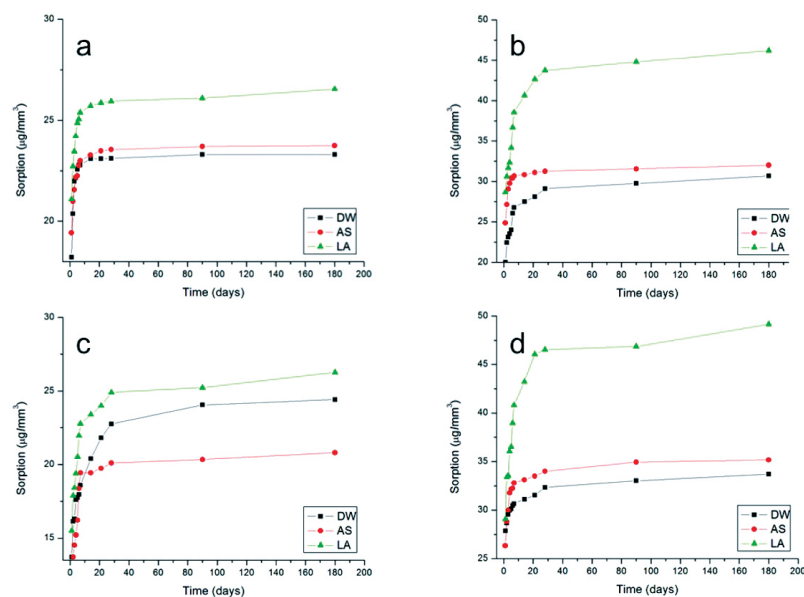 a
30
25
20
Sorption (µg/mm³)
DW
AS
LA
0 20 40 60 80 100 120 140 160 180 200
Time (days)
b
50
45
40
35
30
25
20
Sorption (µg/mm³)
DW
AS
LA
0 20 40 60 80 100 120 140 160 180
Time (days)
c
30
25
20
15
Sorption (µg/mm³)
DW
AS
LA
0 20 40 60 80 100 120 140 160 180 200
Time (days)
d
50
45
40
35
30
25
Sorption (µg/mm³)
DW
AS
LA
0 20 40 60 80 100 120 140 160 180
Time (days)